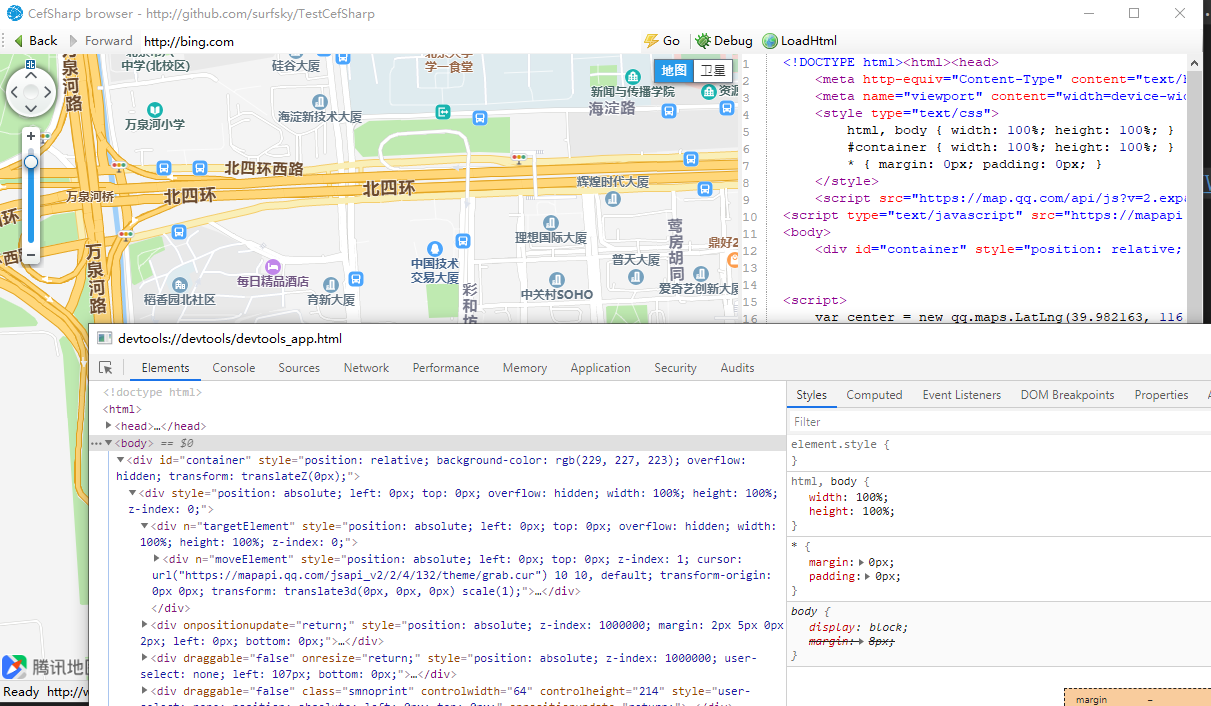 CefSharp browser - http://github.com/surfsky/TestCefSharp
Back
Forward
http://bing.com
Go
Debug
LoadHtml
中学(北校区)
硅谷大厦
学一食堂
地图
卫星
新闻与传播学院
海淀路
万泉河路
万泉河小学
海淀新技术大厦
北四环西路
北四环
北四环
万泉河桥
辉煌时代大厦
万泉河路
理想国际大厦
莺房胡同
中国技术
交易大厦
普天大厦
每日精品酒店
稻香园北社区
育新大厦
中关村SOHO
爱奇艺创新大厦
彩和坊
腾讯地图
1
2
3
4
5
6
7
8
9
10
11
12
13
14
15
16
<!DOCTYPE html><html><head>
<meta http-equiv="Content-Type" content="text/h
<meta name="viewport" content="width=device-wid
<style type="text/css">
html, body { width: 100%; height: 100%; }
#container { width: 100%; height: 100%; }
* { margin: 0px; padding: 0px; }
</style>
<script src="https://map.qq.com/api/js?v=2.expa
<script type="text/javascript" src="https://mapapi
<body>
<div id="container" style="position: relative;
<script>
var center = new qq.maps.LatLng(39.982163, 116
devtools://devtools/devtools_app.html
Elements
Console
Sources
Network
Performance
Memory
Application
Security
Audits
<!doctype html>
<html>
<head>…</head>
<body> == $0
<div id="container" style="position: relative; background-color: rgb(229, 227, 223); overflow:
hidden; transform: translateZ(0px);">
<div style="position: absolute; left: 0px; top: 0px; overflow: hidden; width: 100%; height: 100%;
z-index: 0;">
<div n="targetElement" style="position: absolute; left: 0px; top: 0px; overflow: hidden; width:
100%; height: 100%; z-index: 0;">
<div n="moveElement" style="position: absolute; left: 0px; top: 0px; z-index: 1; cursor:
url("https://mapapi.qq.com/jsapi_v2/2/4/132/theme/grab.cur") 10 10, default; transform-origin:
0px 0px; transform: translate3d(0px, 0px, 0px) scale(1);">…</div>
</div>
<div onpositionupdate="return;" style="position: absolute; z-index: 1000000; margin: 2px 5px 0px
2px; left: 0px; bottom: 0px;">…</div>
<div draggable="false" onresize="return;" style="position: absolute; z-index: 1000000; user-
select: none; left: 107px; bottom: 0px;">…</div>
<div draggable="false" class="smnoprint" controlwidth="64" controlheight="214" style="user-
Styles
Computed
Event Listeners
DOM Breakpoints
Properties
Filter
element.style {
}
html, body {
width: 100%;
height: 100%;
}
* {
margin: 0px;
padding: 0px;
}
body {
display: block;
margin: 8px;
}
margin
–
Ready
http://w